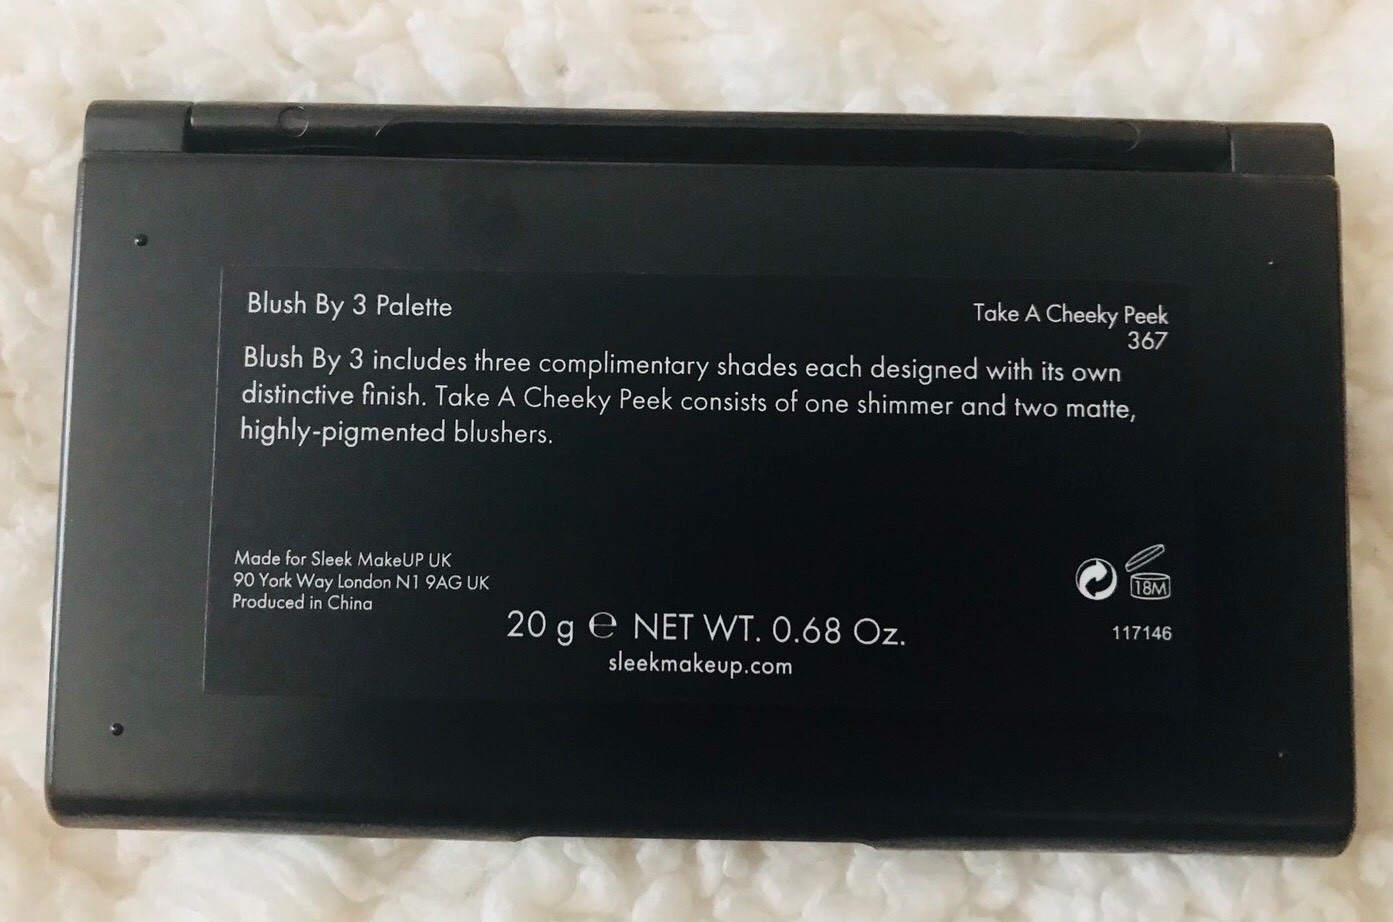 Blush By 3 Palette
Take A Cheeky Peek
367
Blush By 3 includes three complimentary shades each designed with its own
distinctive finish. Take A Cheeky Peek consists of one shimmer and two matte,
highly-pigmented blushers.
Made for Sleek MakeUP UK
90 York Way London N1 9AG UK
Produced in China
20 g ℮ NET WT. 0.68 Oz.
sleekmakeup.com
18M
117146